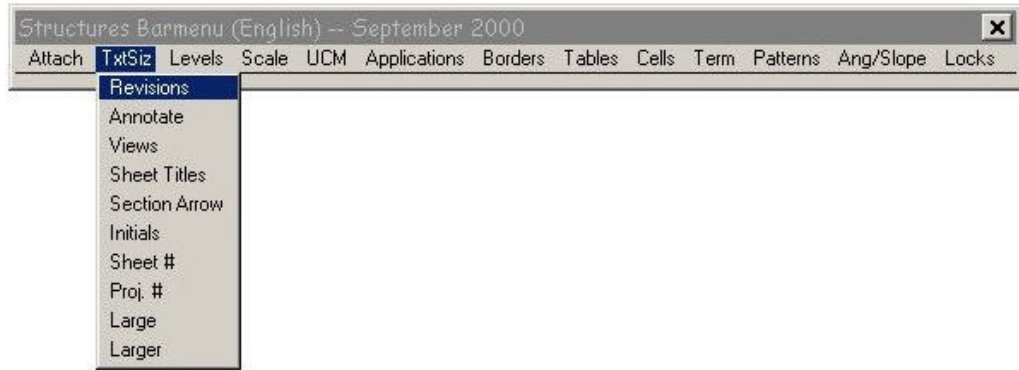 Structures Barmenu (English) -- September 2000
Attach TxtSiz Levels Scale UCM Applications Borders Tables Cells Term Patterns Ang/Slope Locks
Revisions
Annotate
Views
Sheet Titles
Section Arrow
Initials
Sheet #
Proj. #
Large
Larger